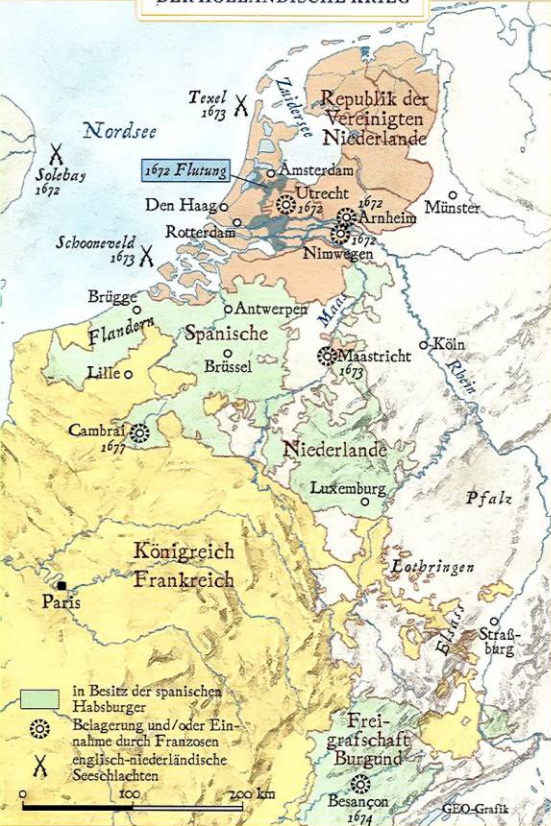 DER HOLLÄNDISCHE KRIEG
Texel
1673
Zuidersee
Republik der
Vereinigten
Niederlande
Nordsee
Solebay
1672
1672 Flutung
Amsterdam
Utrecht
1672
1672
Arnheim
Münster
Den Haag
Rotterdam
1672
Nimwegen
Schooneveld
1673
Brügge
Flandern
Antwerpen
Maas
Spanische
Brüssel
Lille
Maastricht
1673
Köln
Rhein
Cambrai
1677
Niederlande
Luxemburg
Pfalz
Königreich
Frankreich
Lothringen
Paris
Elsass
Straß-
burg
in Besitz der spanischen
Habsburger
Belagerung und/oder Ein-
nahme durch Franzosen
englisch-niederländische
Seeschlachten
Frei-
grafschaft
Burgund
Besançon
1674
0 100 200 km
GEO-Grafik